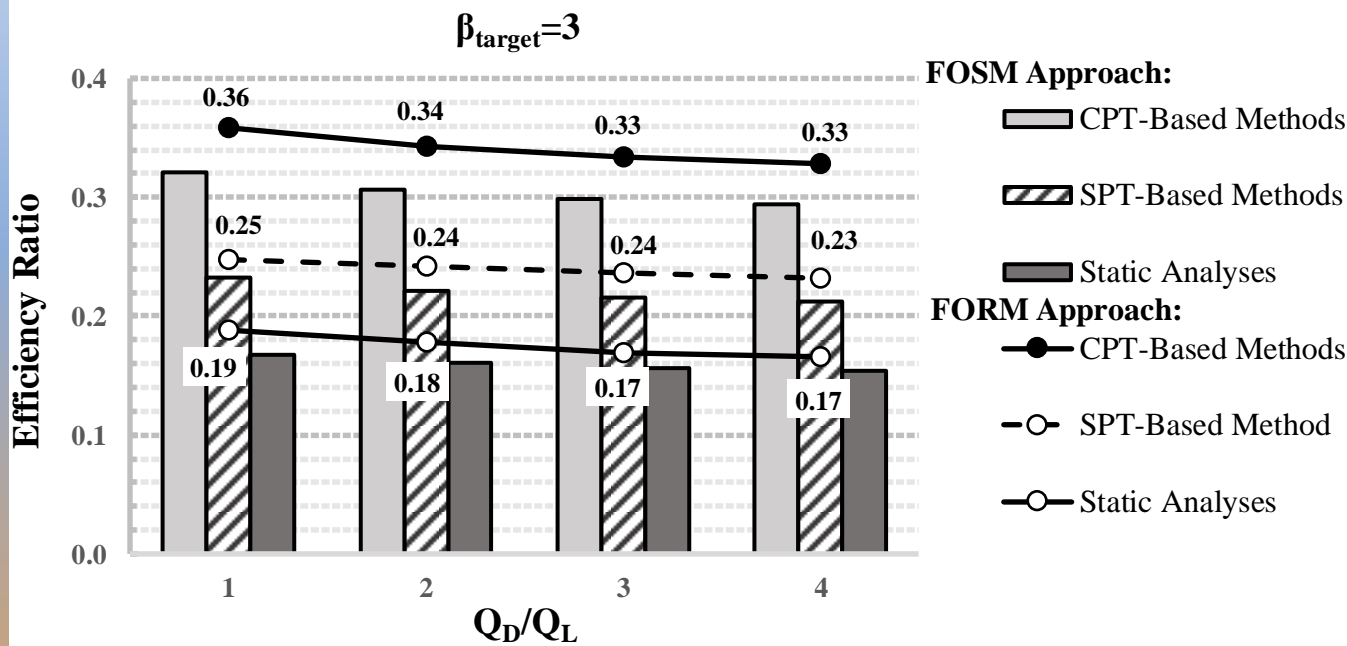 βtarget=3
FOSM Approach:
CPT-Based Methods
SPT-Based Methods
Static Analyses
FORM Approach:
CPT-Based Methods
SPT-Based Method
Static Analyses
Efficiency Ratio
0.4
0.3
0.2
0.1
0.0
0.36
0.34
0.33
0.33
0.25
0.24
0.24
0.23
0.19
0.18
0.17
0.17
1
2
3
4
QD/QL